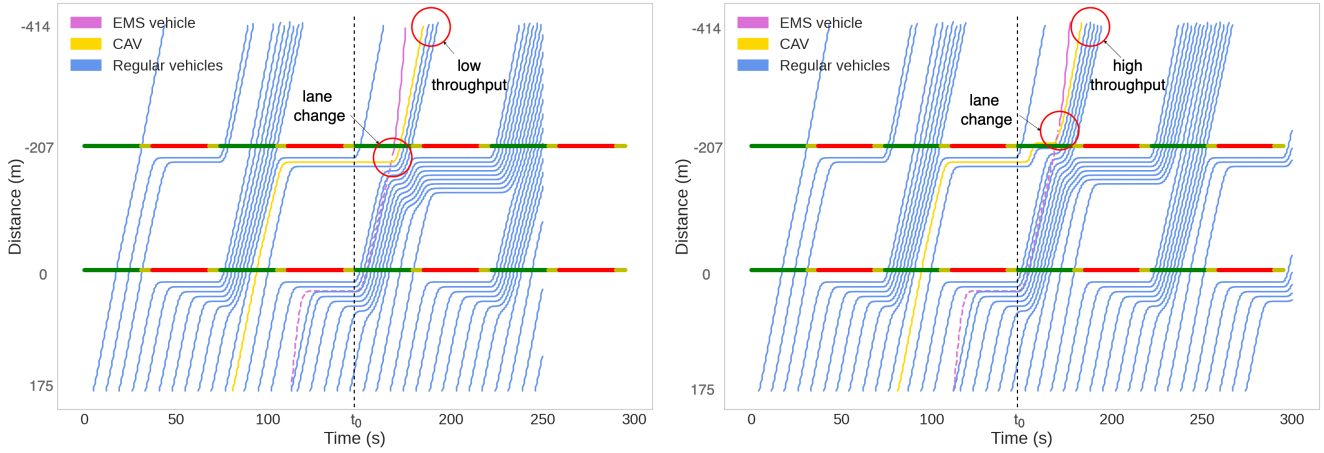 EMS vehicle
CAV
Regular vehicles
lane
change
low
throughput
-414
-207
0
175
Distance (m)
0
50
100
t0
200
250
300
Time (s)
EMS vehicle
CAV
Regular vehicles
lane
change
high
throughput
-414
-207
0
175
Distance (m)
0
50
100
t0
150
200
250
300
Time (s)